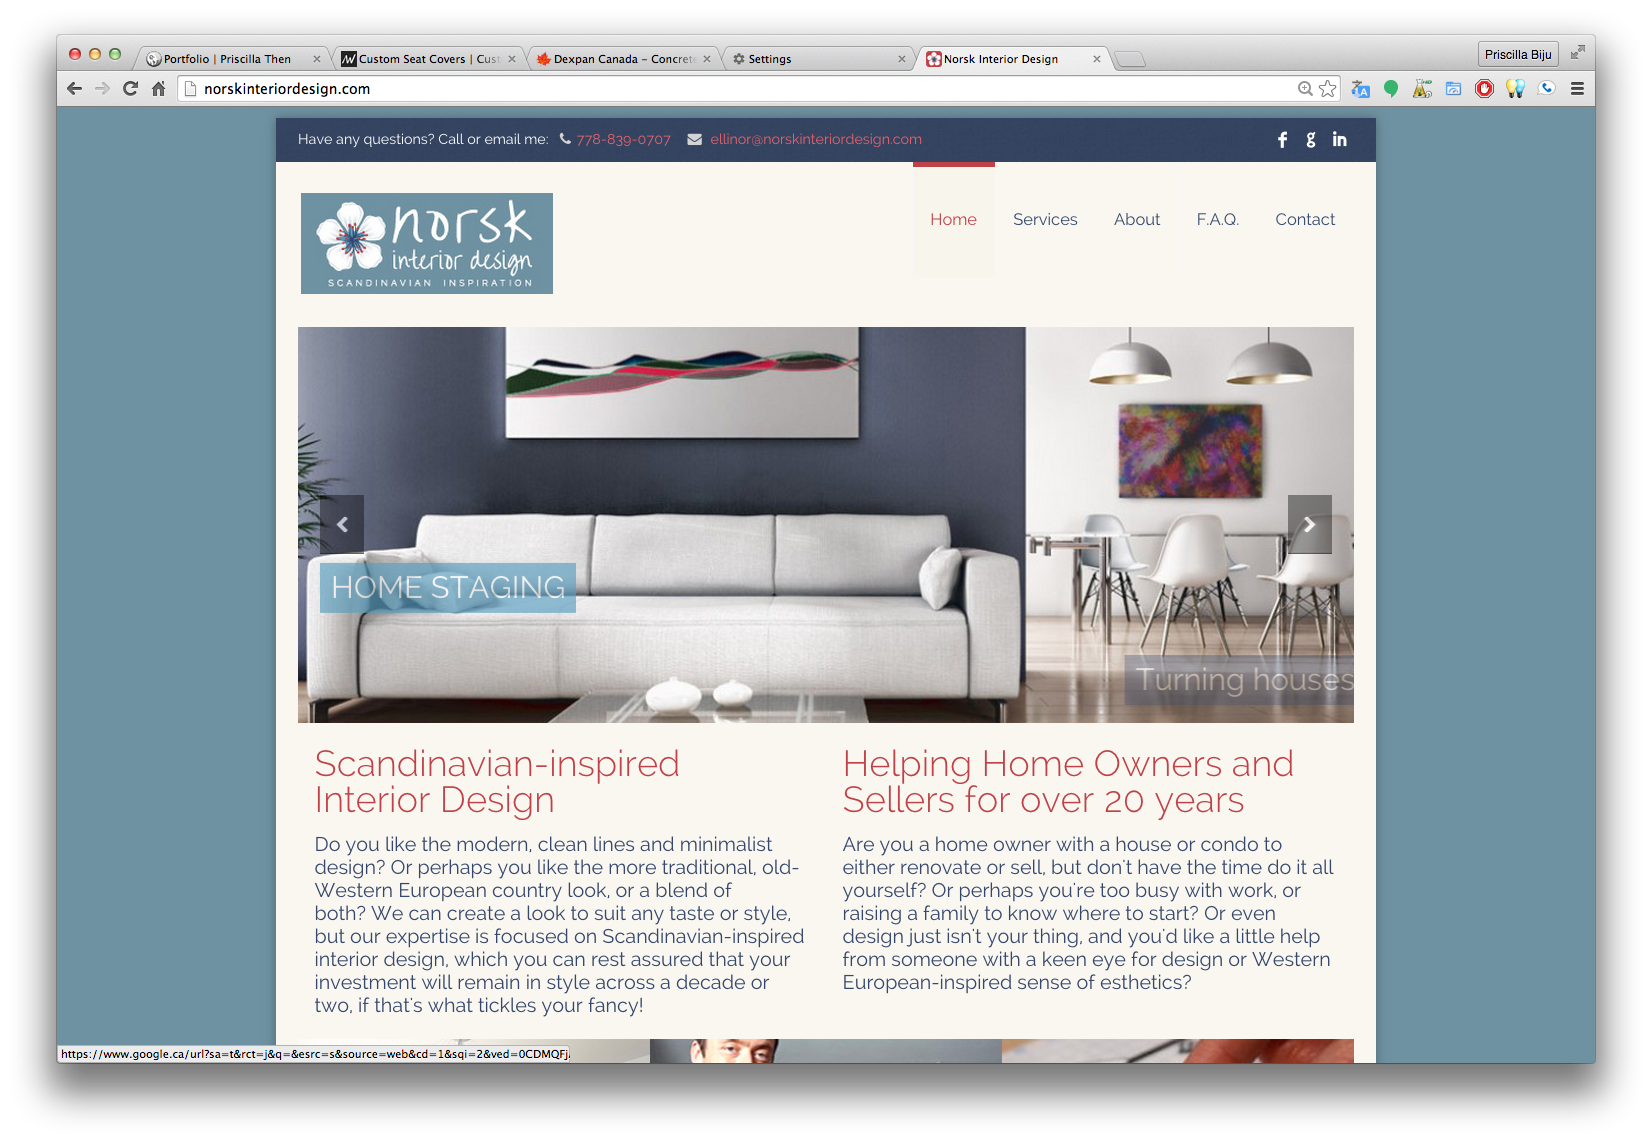 Portfolio | Priscilla Then
Custom Seat Covers | Cust
Dexpan Canada – Concrete
Settings
Norsk Interior Design
Priscilla Biju
norskinteriordesign.com
Have any questions? Call or email me: 778-839-0707 ellinor@norskinteriordesign.com
norsk
interior design
SCANDINAVIAN INSPIRATION
Home Services About F.A.Q. Contact
HOME STAGING
Turning houses
Scandinavian-inspired
Interior Design
Do you like the modern, clean lines and minimalist
design? Or perhaps you like the more traditional, old-
Western European country look, or a blend of
both? We can create a look to suit any taste or style,
but our expertise is focused on Scandinavian-inspired
interior design, which you can rest assured that your
investment will remain in style across a decade or
two, if that's what tickles your fancy!
Helping Home Owners and
Sellers for over 20 years
Are you a home owner with a house or condo to
either renovate or sell, but don't have the time do it all
yourself? Or perhaps you're too busy with work, or
raising a family to know where to start? Or even
design just isn't your thing, and you'd like a little help
from someone with a keen eye for design or Western
European-inspired sense of esthetics?
https://www.google.ca/url?sa=t&rct=j&q=&esrc=s&source=web&cd=1&sqi=2&ved=0CDMQFj